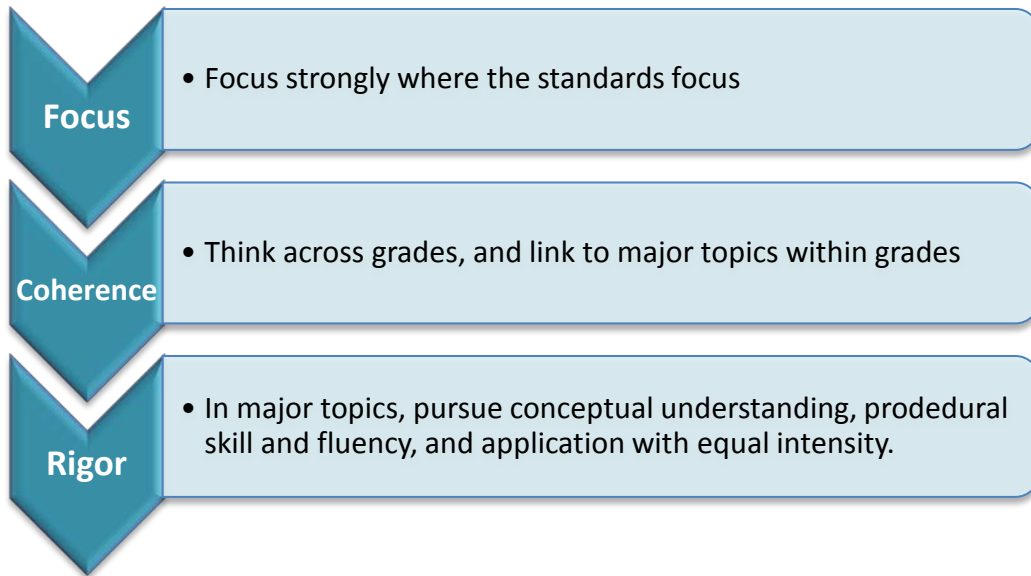 Focus
• Focus strongly where the standards focus
Coherence
• Think across grades, and link to major topics within grades
Rigor
• In major topics, pursue conceptual understanding, prodedural
skill and fluency, and application with equal intensity.